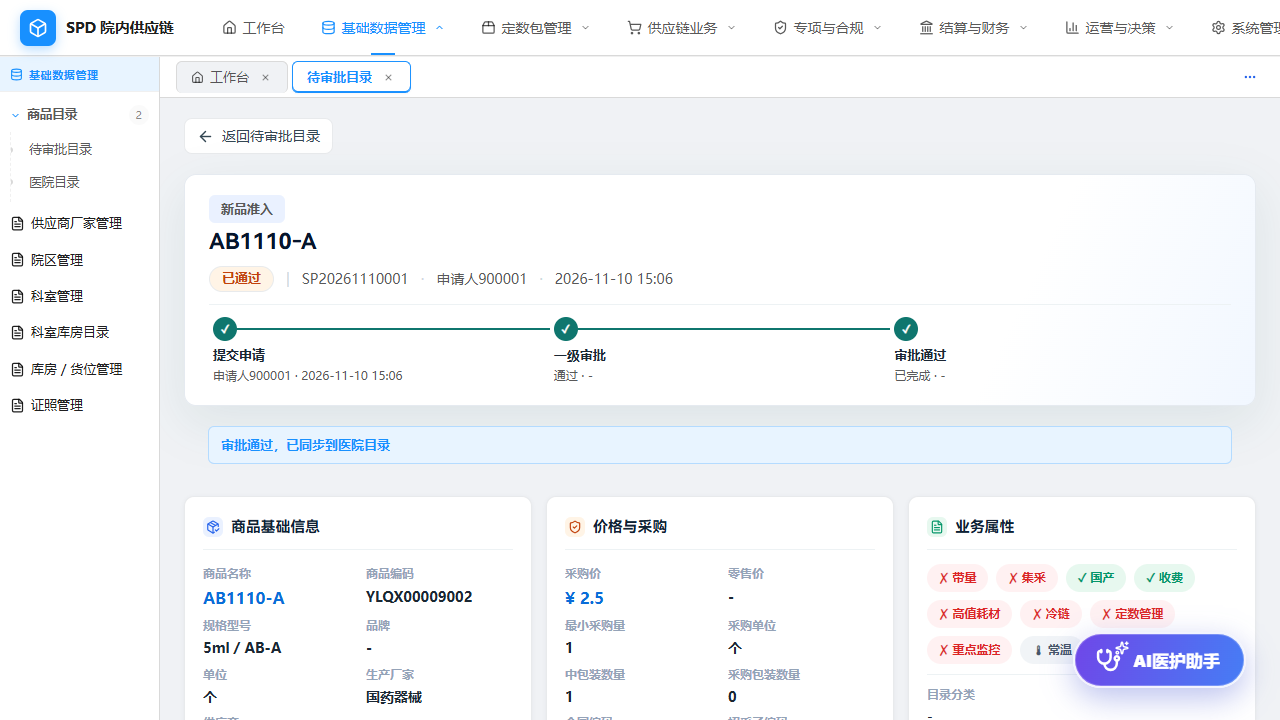 SPD 院内供应链
工作台
基础数据管理
定数包管理
供应链业务
专项与合规
结算与财务
运营与决策
系统管理
基础数据管理
商品目录 2
待审批目录
医院目录
供应商厂家管理
院区管理
科室管理
科室库房目录
库房 / 货位管理
证照管理
工作台 ×
待审批目录 ×
···
返回待审批目录
新品准入
AB1110-A
已通过 | SP20261110001 · 申请人900001 · 2026-11-10 15:06
✓ ✓ ✓
提交申请 一级审批 审批通过
申请人900001 · 2026-11-10 15:06 通过 · - 已完成 · -
审批通过，已同步到医院目录
商品基础信息
商品名称 商品编码
AB1110-A YLQX00009002
规格型号 品牌
5ml / AB-A -
单位 生产厂家
个 国药器械
供应商
价格与采购
采购价 零售价
¥ 2.5 -
最小采购量 采购单位
1 个
中包装数量 采购包装数量
1 0
业务属性
✗ 带量 ✗ 集采 ✓ 国产 ✓ 收费
✗ 高值耗材 ✗ 冷链 ✗ 定数管理
✗ 重点监控 常温
目录分类
-
AI医护助手